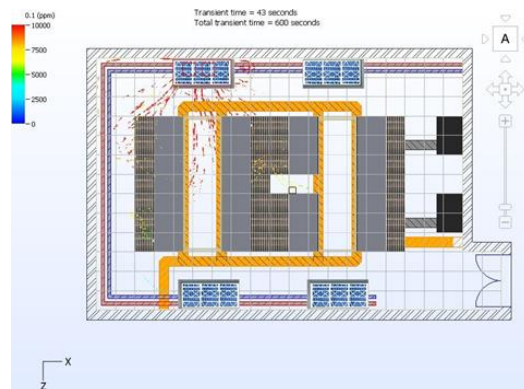 Transient time = 43 seconds
Total transient time = 600 seconds
0.1 (ppm)
10000
7500
5000
2500
0
A
X
Z